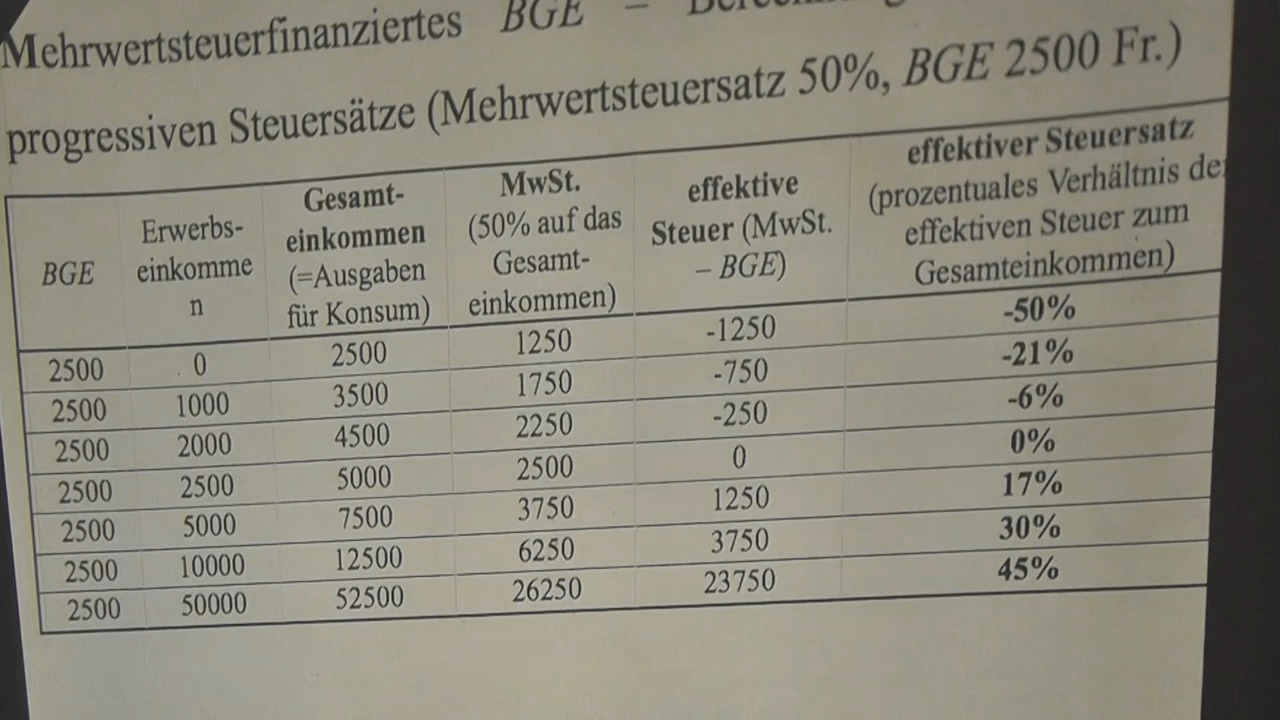 Mehrwertsteuerfinanziertes BGE –
progressiven Steuersätze (Mehrwertsteuersatz 50%, BGE 2500 Fr.)
BGE
Erwerbs-
einkomme
n
Gesamt-
einkommen
(=Ausgaben
für Konsum)
MwSt.
(50% auf das
Gesamt-
einkommen)
effektive
Steuer (MwSt.
– BGE)
effektiver Steuersatz
(prozentuales Verhältnis der
effektiven Steuer zum
Gesamteinkommen)
2500 0 2500 1250 -1250 -50%
2500 1000 3500 1750 -750 -21%
2500 2000 4500 2250 -250 -6%
2500 2500 5000 2500 0 0%
2500 5000 7500 3750 1250 17%
2500 10000 12500 6250 3750 30%
2500 50000 52500 26250 23750 45%